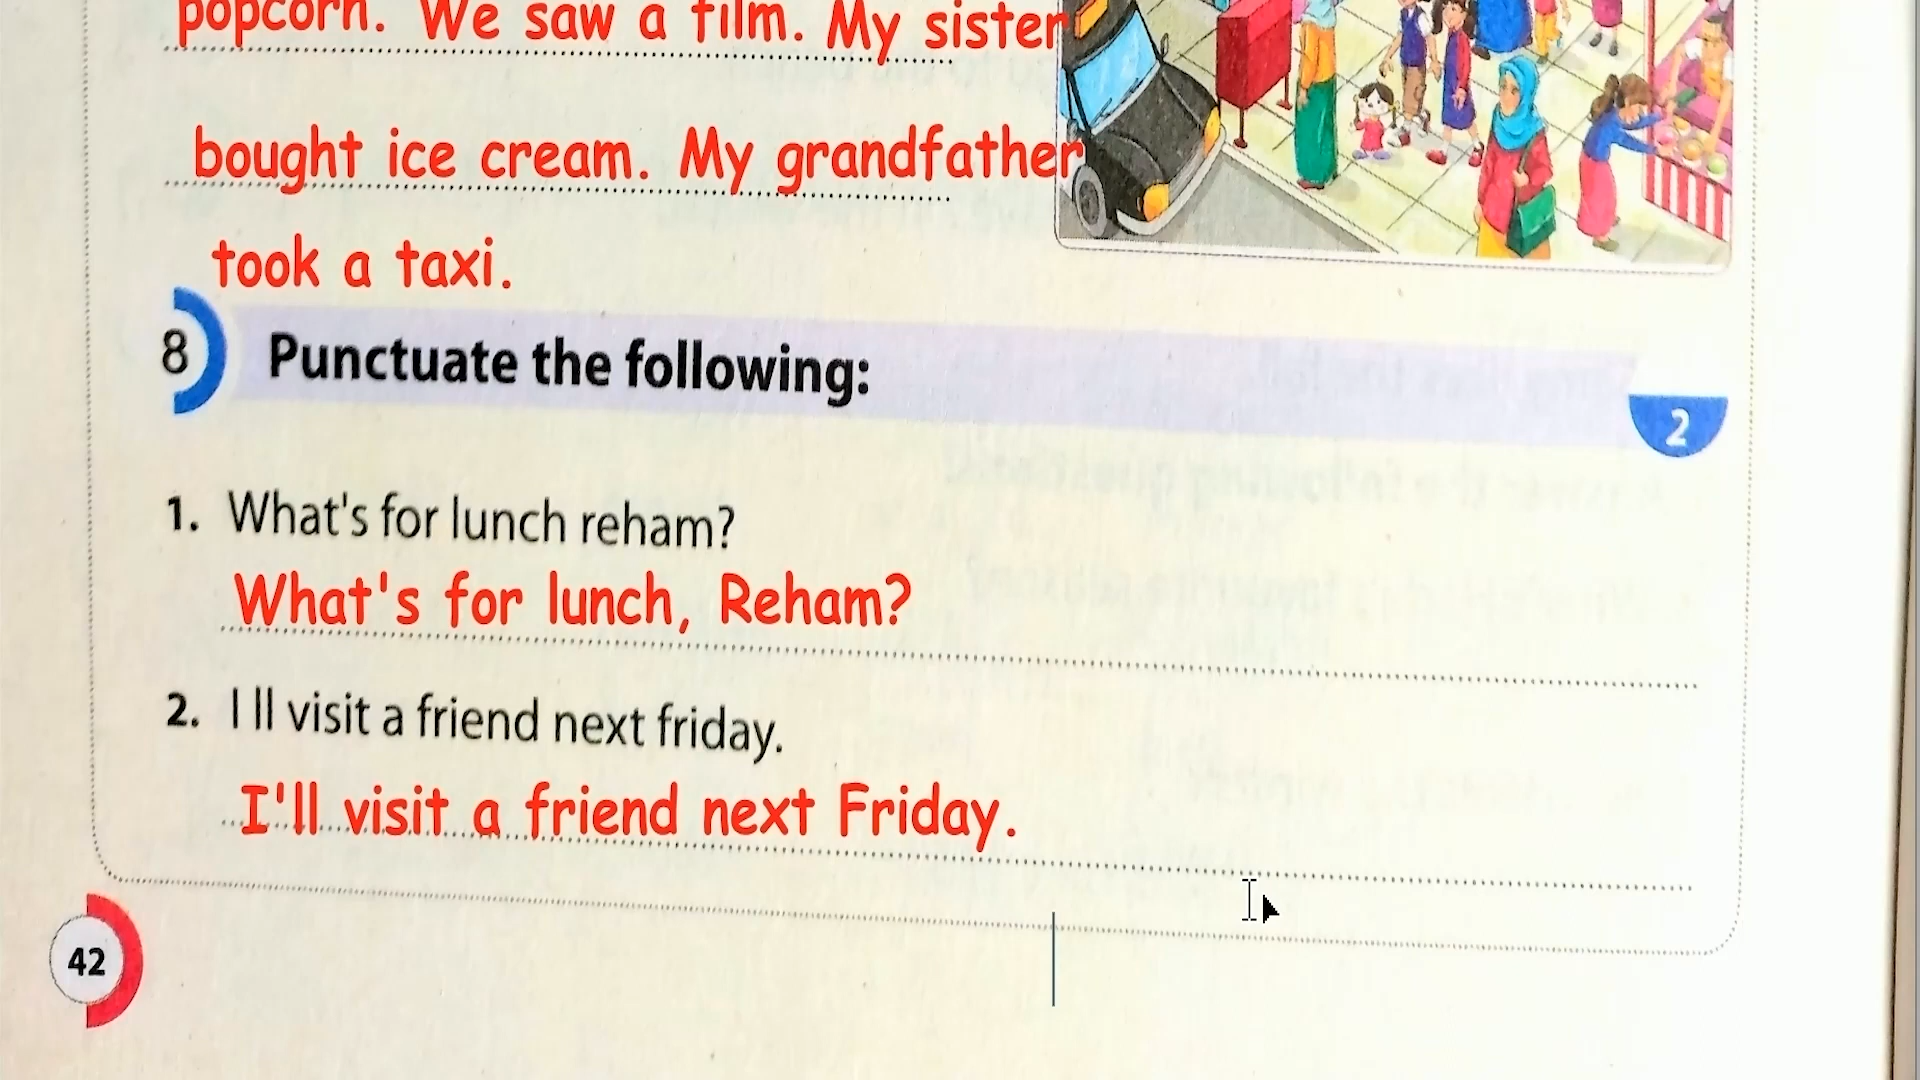 popcorn. We saw a film. My sister
bought ice cream. My grandfather
took a taxi.
8 Punctuate the following:
2
1. What's for lunch reham?
What's for lunch, Reham?
2. I ll visit a friend next friday.
I'll visit a friend next Friday.
42